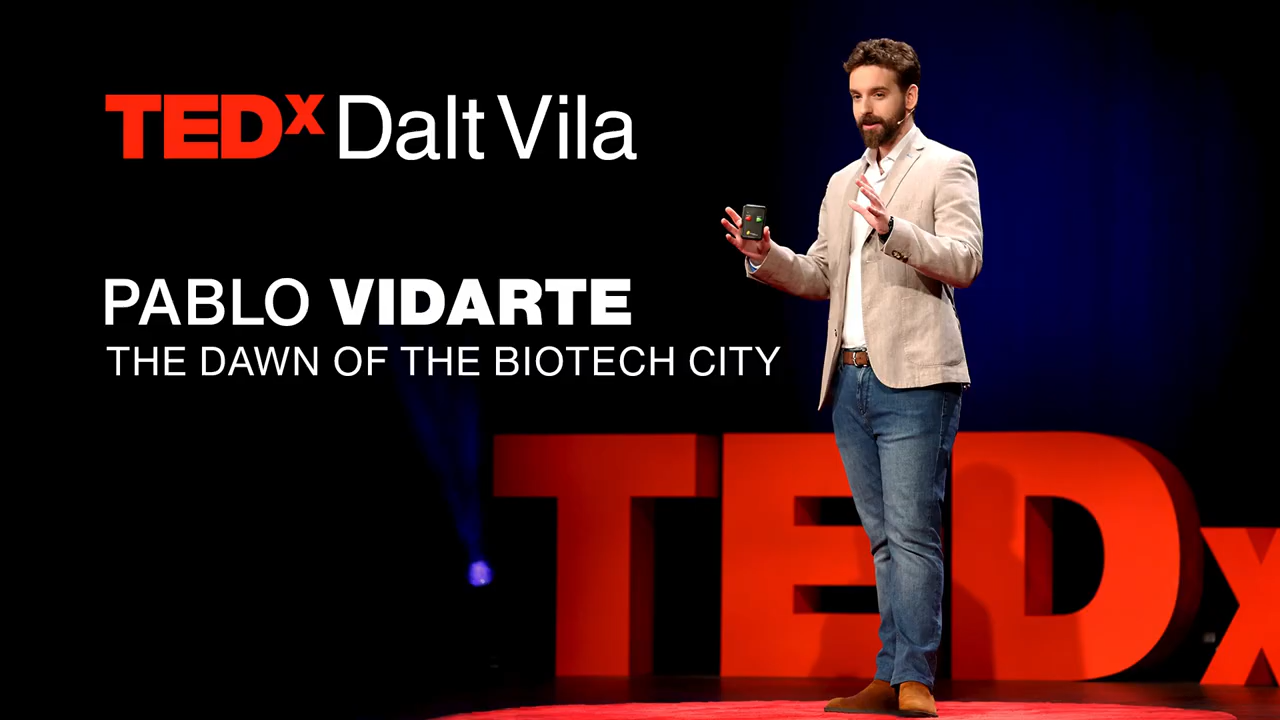 TEDx Dalt Vila
PABLO VIDARTE
THE DAWN OF THE BIOTECH CITY
TEDx